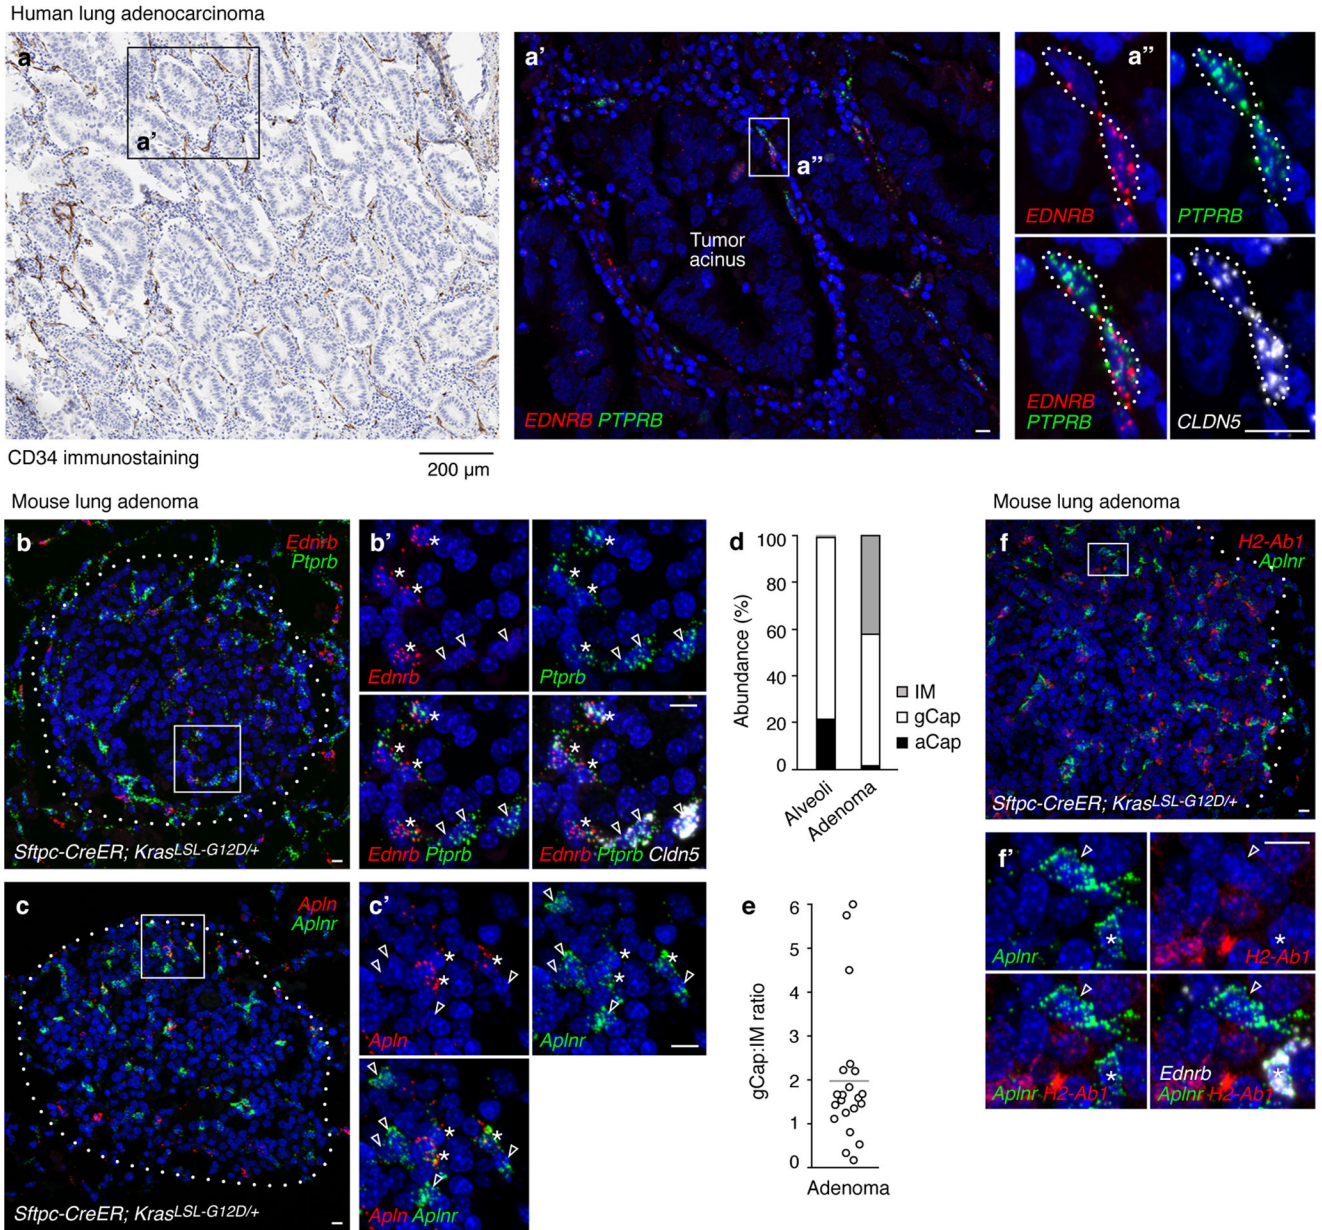 Human lung adenocarcinoma
a
a'
a'
Tumor
acinus
a"
EDNRB PTPRB
a"
EDNRB
PTPRB
EDNRB
PTPRB
CLDN5
CD34 immunostaining
200 μm
Mouse lung adenoma
b
Ednrb
Ptprb
Sftpc-CreER; KrasLSL-G12D/+
b'
* * * *
Ednrb
* * * *
Ptprb
* * * *
Ednrb Ptprb
* * * *
Ednrb Ptprb Cldn5
c
Apln
Aplnr
Sftpc-CreER; KrasLSL-G12D/+
c'
* * *
Apln
* * *
Aplnr
* * *
Apln Aplnr
d
100
80
60
40
20
0
Abundance (%)
IM
gCap
aCap
Alveoli
Adenoma
e
6
5
4
3
2
1
0
gCap:IM ratio
Adenoma
Mouse lung adenoma
f
H2-Ab1
Aplnr
Sftpc-CreER; KrasLSL-G12D/+
f'
*
Aplnr
*
H2-Ab1
*
Aplnr H2-Ab1
Ednrb
*
Aplnr H2-Ab1